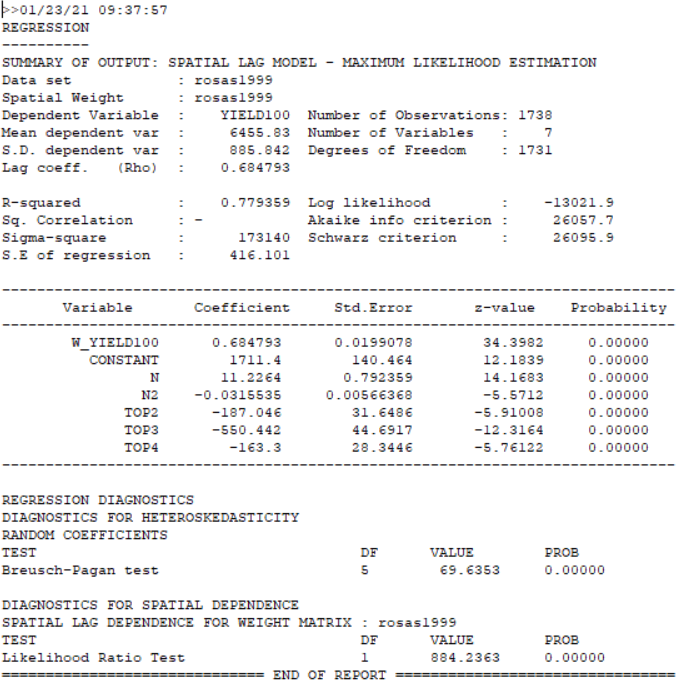 >>01/23/21 09:37:57
REGRESSION
----------
SUMMARY OF OUTPUT: SPATIAL LAG MODEL - MAXIMUM LIKELIHOOD ESTIMATION
Data set            : rosas1999
Spatial Weight      : rosas1999
Dependent Variable  :    YIELD100  Number of Observations: 1738
Mean dependent var  :     6455.83  Number of Variables   :    7
S.D. dependent var  :     885.842  Degrees of Freedom    : 1731
Lag coeff.   (Rho)  :    0.684793

R-squared           :    0.779359  Log likelihood        :    -13021.9
Sq. Correlation     : -            Akaike info criterion :     26057.7
Sigma-square        :      173140  Schwarz criterion     :     26095.9
S.E of regression   :     416.101

-----------------------------------------------------------------------------
       Variable       Coefficient     Std.Error       z-value    Probability
-----------------------------------------------------------------------------
        W_YIELD100      0.684793      0.0199078       34.3982      0.00000
          CONSTANT        1711.4        140.464       12.1839      0.00000
                 N       11.2264       0.792359       14.1683      0.00000
                N2    -0.0315535     0.00566368       -5.5712      0.00000
              TOP2      -187.046        31.6486      -5.91008      0.00000
              TOP3      -550.442        44.6917      -12.3164      0.00000
              TOP4        -163.3        28.3446      -5.76122      0.00000
-----------------------------------------------------------------------------

REGRESSION DIAGNOSTICS
DIAGNOSTICS FOR HETEROSKEDASTICITY
RANDOM COEFFICIENTS
TEST                                     DF      VALUE        PROB
Breusch-Pagan test                       5        69.6353     0.00000

DIAGNOSTICS FOR SPATIAL DEPENDENCE
SPATIAL LAG DEPENDENCE FOR WEIGHT MATRIX : rosas1999
TEST                                     DF      VALUE        PROB
Likelihood Ratio Test                    1       884.2363     0.00000
============================== END OF REPORT ================================